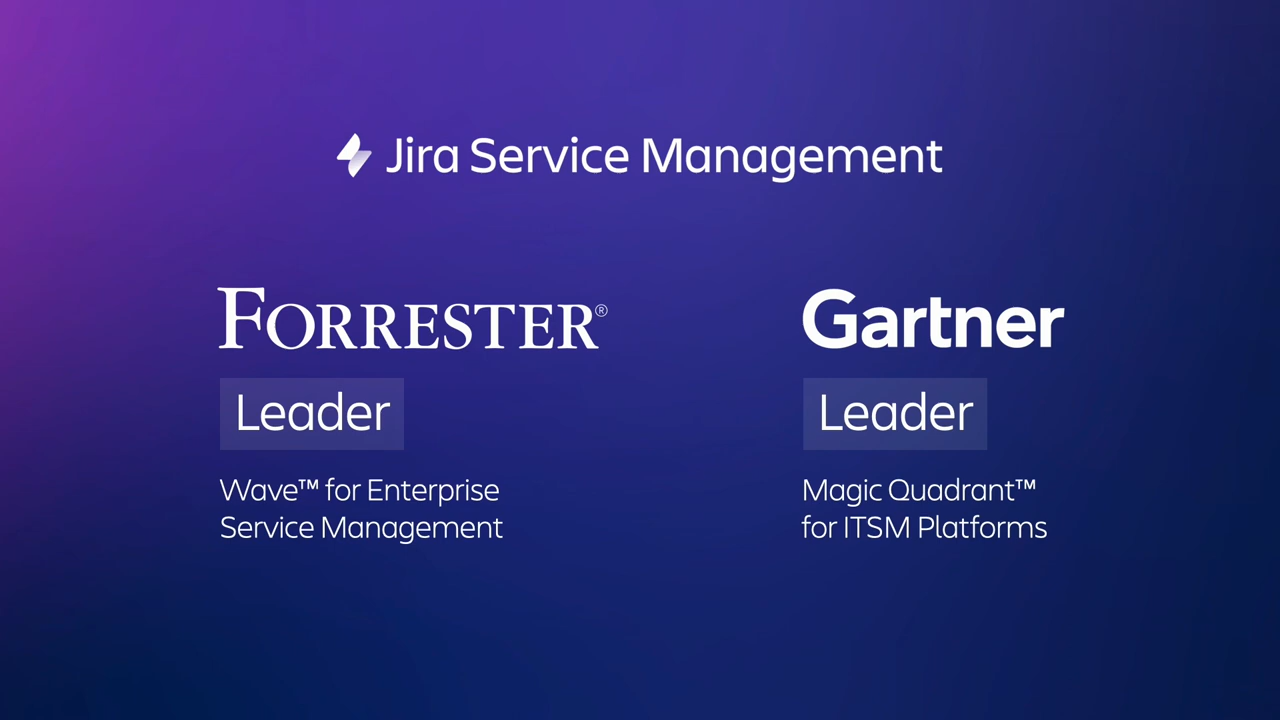 Jira Service Management
FORRESTER®
Leader
Wave™ for Enterprise
Service Management
Gartner
Leader
Magic Quadrant™
for ITSM Platforms